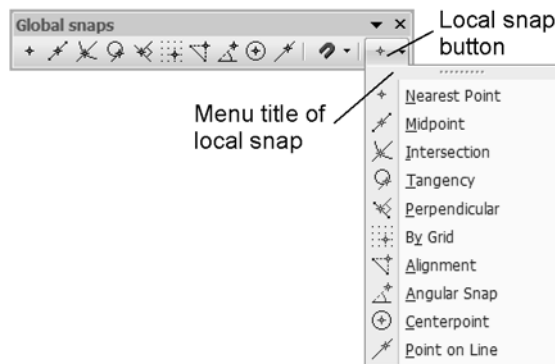 Global snaps
Local snap
button
Menu title of
local snap
Nearest Point
Midpoint
Intersection
Tangency
Perpendicular
By Grid
Alignment
Angular Snap
Centerpoint
Point on Line